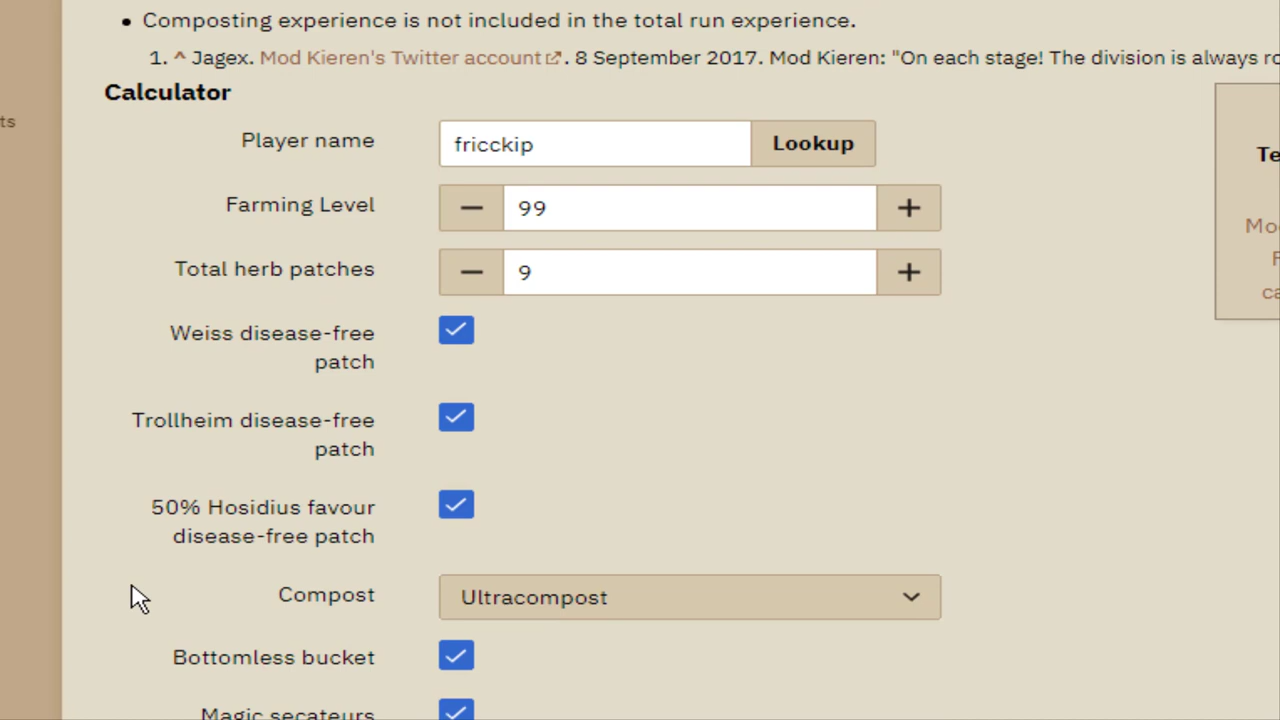 • Composting experience is not included in the total run experience.
1. ^ Jagex. Mod Kieren's Twitter account. 8 September 2017. Mod Kieren: "On each stage! The division is always ro
Calculator
ts
Player name
fricckip
Lookup
Te
Farming Level
99
Mo
F
Total herb patches
9
ca
Weiss disease-free
patch
Trollheim disease-free
patch
50% Hosidius favour
disease-free patch
Compost
Ultracompost
Bottomless bucket
Magic secateurs